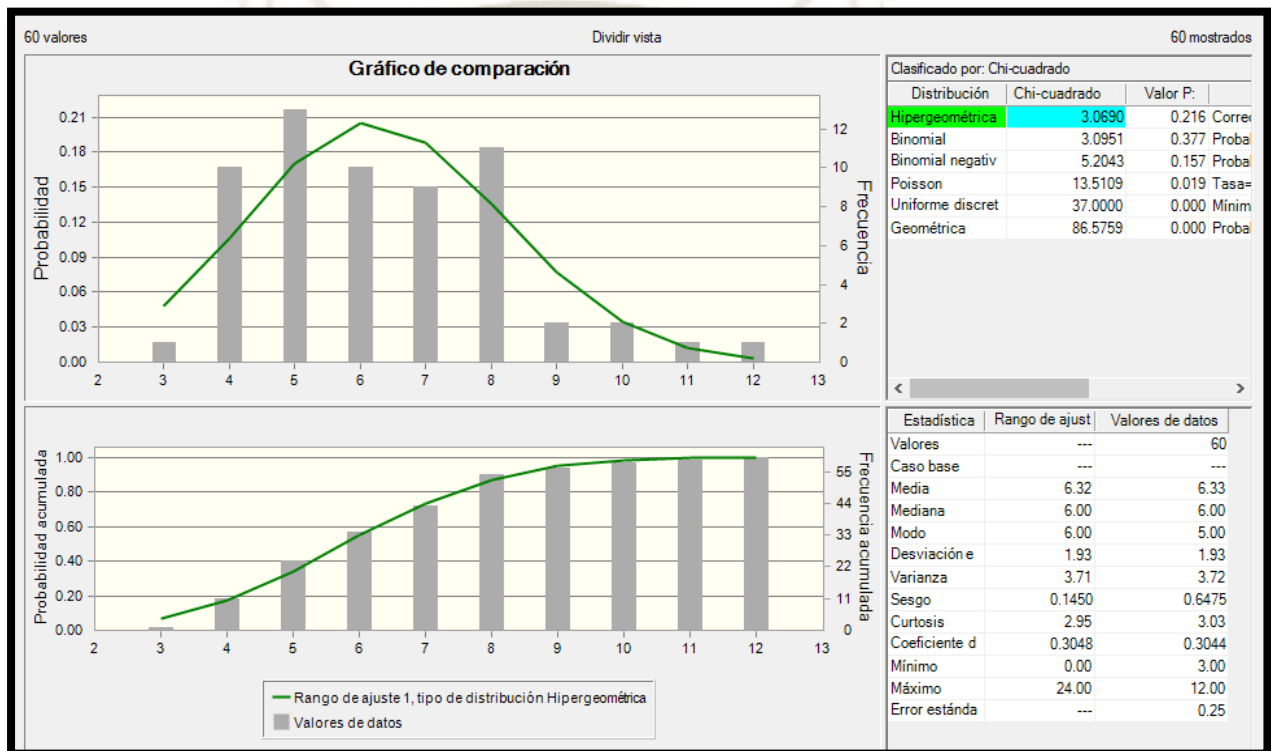 60 valores Dividir vista 60 mostrados
Gráfico de comparación
Probabilidad
0.21
0.18
0.15
0.12
0.09
0.06
0.03
0.00
2 3 4 5 6 7 8 9 10 11 12 13
12
10
8
6
4
2
0
Frecuencia
Clasificado por: Chi-cuadrado
Distribución Chi-cuadrado Valor P:
Hipergeométrica 3.0690 0.216 Correc
Binomial 3.0951 0.377 Probal
Binomial negativ 5.2043 0.157 Probal
Poisson 13.5109 0.019 Tasa=
Uniforme discret 37.0000 0.000 Mínim
Geométrica 86.5759 0.000 Probal
Probabilidad acumulada
1.00
0.80
0.60
0.40
0.20
0.00
2 3 4 5 6 7 8 9 10 11 12 13
55
44
33
22
11
0
Frecuencia acumulada
Rango de ajuste 1, tipo de distribución Hipergeométrica
Valores de datos
Estadística Rango de ajust Valores de datos
Valores --- 60
Caso base --- ---
Media 6.32 6.33
Mediana 6.00 6.00
Modo 6.00 5.00
Desviación e 1.93 1.93
Varianza 3.71 3.72
Sesgo 0.1450 0.6475
Curtosis 2.95 3.03
Coeficiente d 0.3048 0.3044
Mínimo 0.00 3.00
Máximo 24.00 12.00
Error estánda --- 0.25